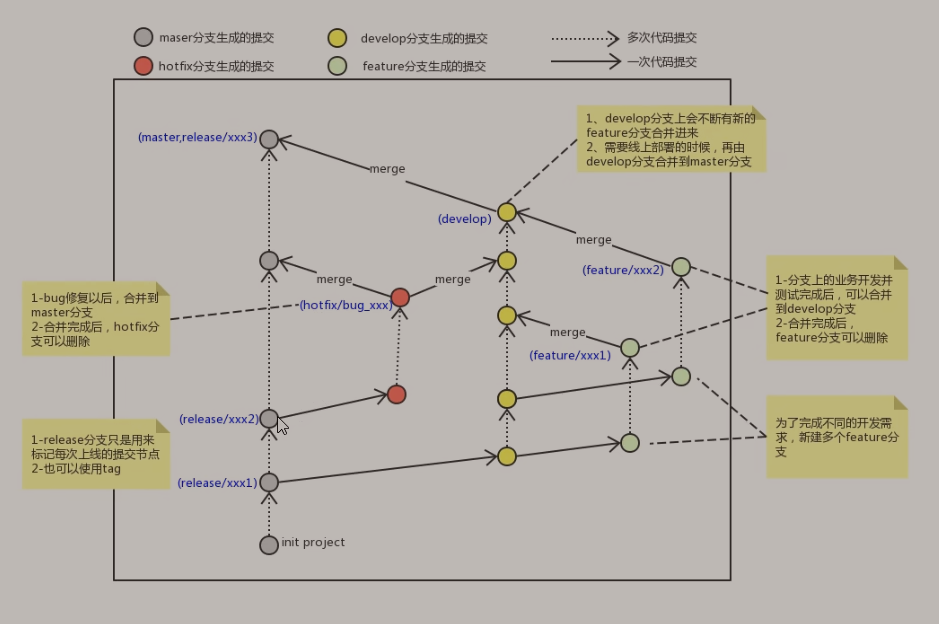 maser分支生成的提交
develop分支生成的提交
多次代码提交
hotfix分支生成的提交
feature分支生成的提交
一次代码提交
1、develop分支上会不断有新的
feature分支合并进来
2、需要线上部署的时候，再由
develop分支合并到master分支
(master,release/xxx3)
merge
(develop)
merge
(feature/xxx2)
1-分支上的业务开发并
测试完成后，可以合并
到develop分支
2-合并完成后，
feature分支可以删除
merge
merge
1-bug修复以后，合并到
master分支
2-合并完成后，hotfix分
支可以删除
(hotfix/bug_xxx)
merge
(feature/xxx1)
为了完成不同的开发需
求，新建多个feature分
支
(release/xxx2)
1-release分支只是用来
标记每次上线的提交节点
2-也可以使用tag
(release/xxx1)
init project